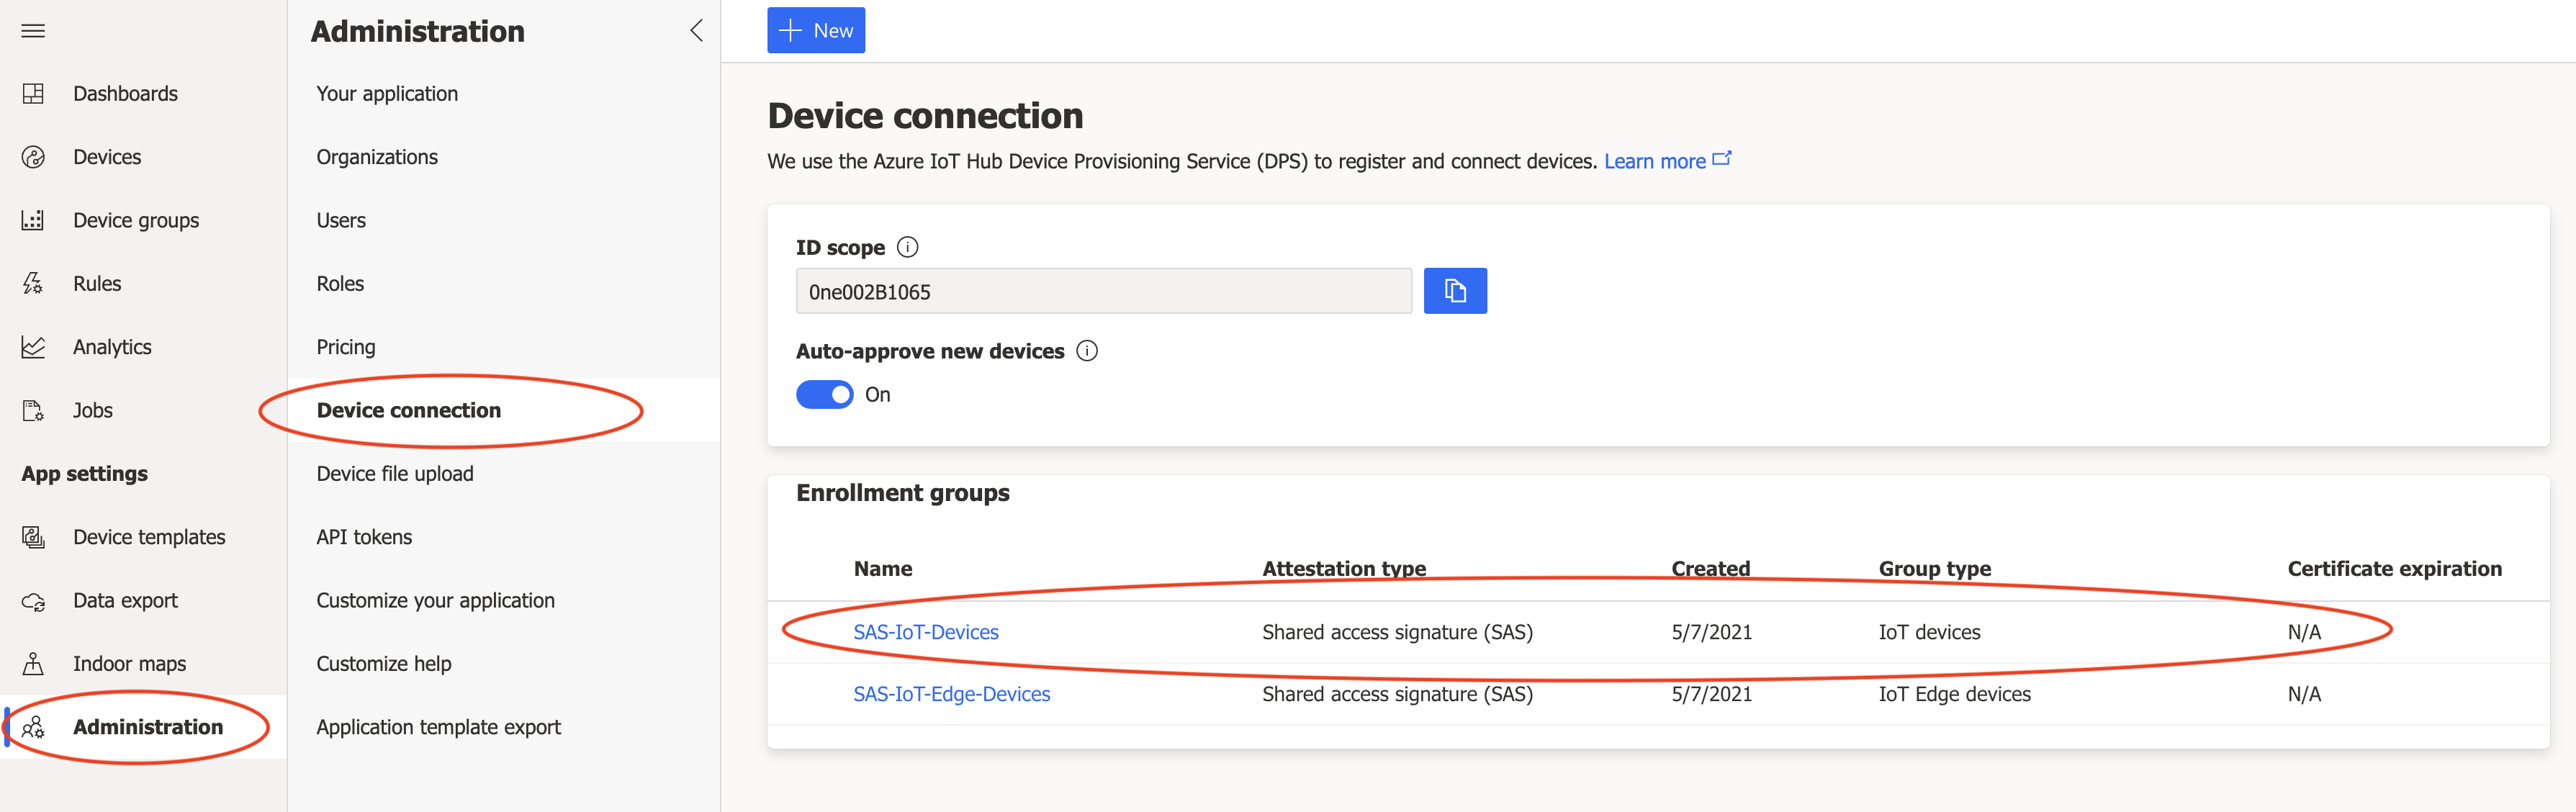 Dashboards
Devices
Device groups
Rules
Analytics
Jobs
App settings
Device templates
Data export
Indoor maps
Administration
Administration
Your application
Organizations
Users
Roles
Pricing
Device connection
Device file upload
API tokens
Customize your application
Customize help
Application template export
New
Device connection
We use the Azure IoT Hub Device Provisioning Service (DPS) to register and connect devices. Learn more
ID scope
0ne002B1065
Auto-approve new devices
On
Enrollment groups
Name Attestation type Created Group type Certificate expiration
SAS-IoT-Devices Shared access signature (SAS) 5/7/2021 IoT devices N/A
SAS-IoT-Edge-Devices Shared access signature (SAS) 5/7/2021 IoT Edge devices N/A